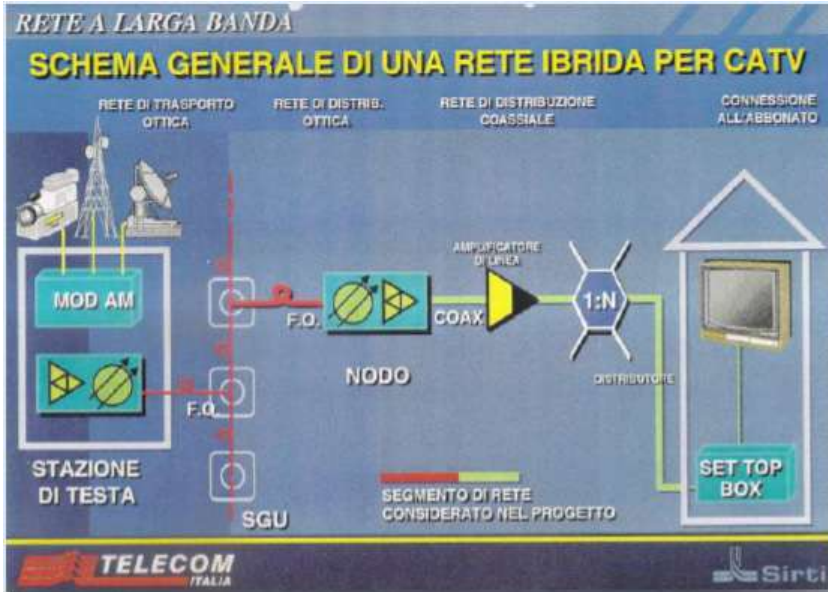 RETE A LARGA BANDA
SCHEMA GENERALE DI UNA RETE IBRIDA PER CATV
RETE DI TRASPORTO
OTTICA
RETE DI DISTRIB.
OTTICA
RETE DI DISTRIBUZIONE
COASSIALE
CONNESSIONE
ALL'ABBONATO
MOD AM
F.O.
STAZIONE
DI TESTA
SGU
F.O.
NODO
COAX
AMPLIFICATORE
DI LINEA
1:N
DISTRIBUTORE
SET TOP
BOX
SEGMENTO DI RETE
CONSIDERATO NEL PROGETTO
TELECOM
ITALIA
Sirti